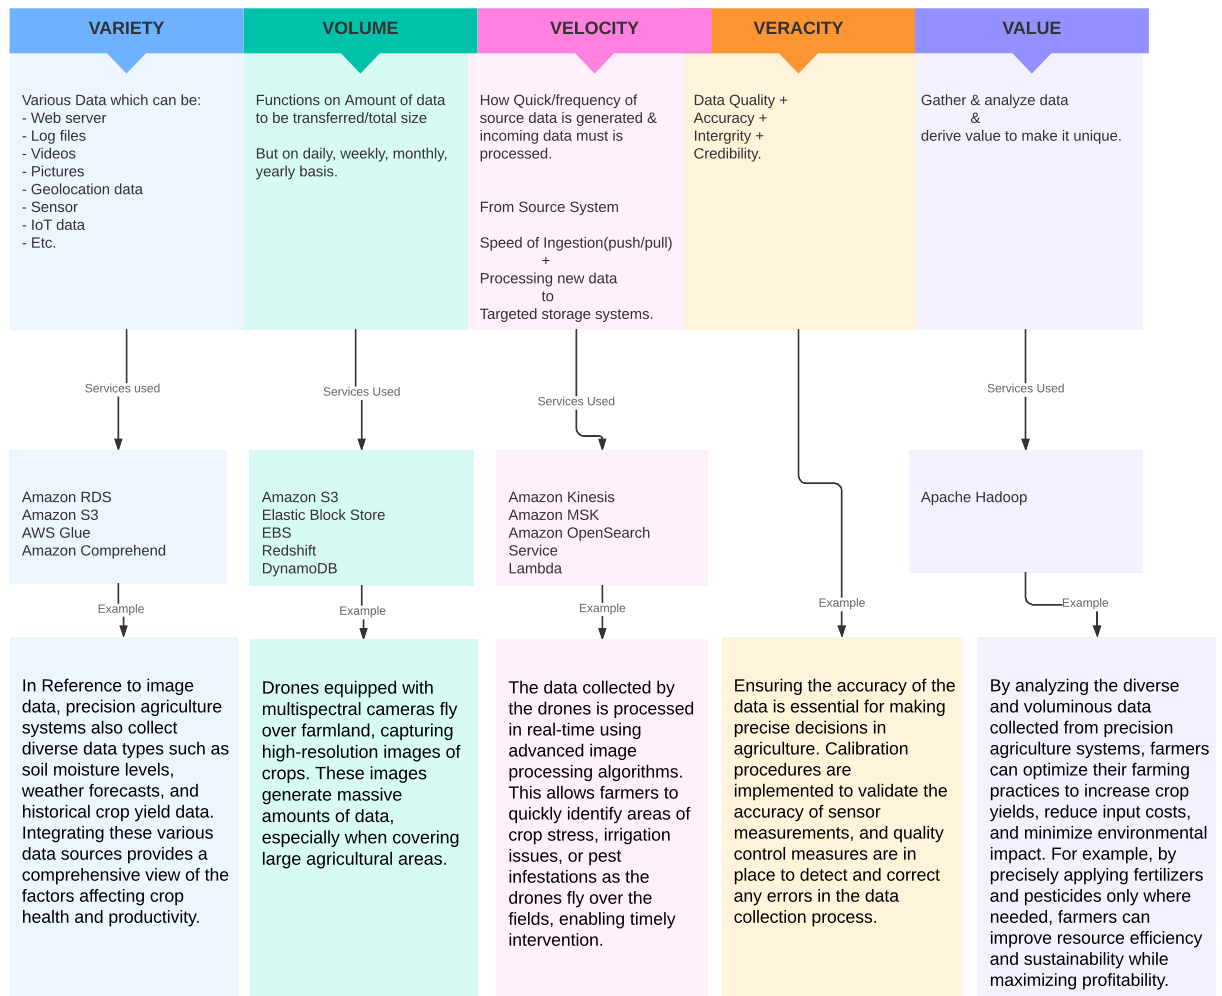 VARIETY
VOLUME
VELOCITY
VERACITY
VALUE
Various Data which can be:
- Web server
- Log files
- Videos
- Pictures
- Geolocation data
- Sensor
- IoT data
- Etc.
Functions on Amount of data
to be transferred/total size
But on daily, weekly, monthly,
yearly basis.
How Quick/frequency of
source data is generated &
incoming data must is
processed.
From Source System
Speed of Ingestion(push/pull)
+
Processing new data
to
Targeted storage systems.
Data Quality +
Accuracy +
Intergrity +
Credibility.
Gather & analyze data
&
derive value to make it unique.
Services used
Services Used
Services Used
Services Used
Amazon RDS
Amazon S3
AWS Glue
Amazon Comprehend
Amazon S3
Elastic Block Store
EBS
Redshift
DynamoDB
Amazon Kinesis
Amazon MSK
Amazon OpenSearch
Service
Lambda
Apache Hadoop
Example
Example
Example
Example
Example
In Reference to image
data, precision agriculture
systems also collect
diverse data types such as
soil moisture levels,
weather forecasts, and
historical crop yield data.
Integrating these various
data sources provides a
comprehensive view of the
factors affecting crop
health and productivity.
Drones equipped with
multispectral cameras fly
over farmland, capturing
high-resolution images of
crops. These images
generate massive
amounts of data,
especially when covering
large agricultural areas.
The data collected by
the drones is processed
in real-time using
advanced image
processing algorithms.
This allows farmers to
quickly identify areas of
crop stress, irrigation
issues, or pest
infestations as the
drones fly over the
fields, enabling timely
intervention.
Ensuring the accuracy of the
data is essential for making
precise decisions in
agriculture. Calibration
procedures are
implemented to validate the
accuracy of sensor
measurements, and quality
control measures are in
place to detect and correct
any errors in the data
collection process.
By analyzing the diverse
and voluminous data
collected from precision
agriculture systems, farmers
can optimize their farming
practices to increase crop
yields, reduce input costs,
and minimize environmental
impact. For example, by
precisely applying fertilizers
and pesticides only where
needed, farmers can
improve resource efficiency
and sustainability while
maximizing profitability.